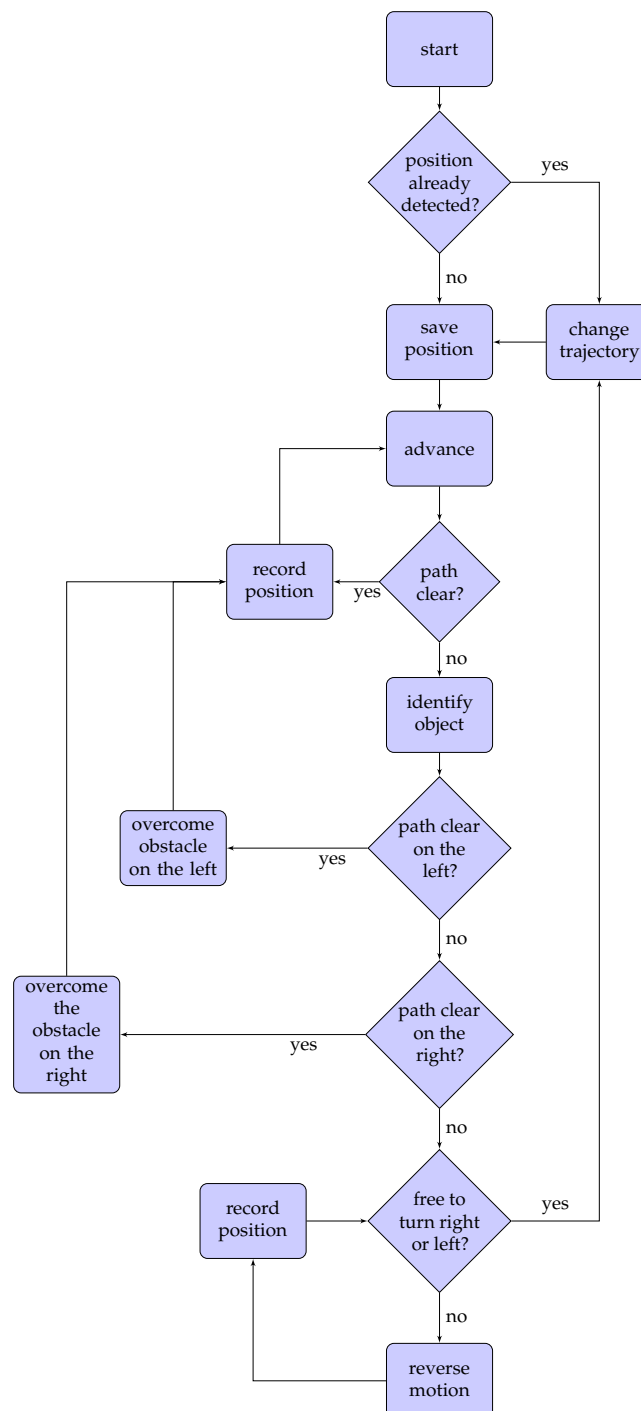 start
position
already
detected?
yes
no
save
position
change
trajectory
advance
record
position
yes
path
clear?
no
identify
object
overcome
obstacle
on the left
yes
path clear
on the
left?
no
overcome
the
obstacle
on the
right
yes
path clear
on the
right?
no
record
position
free to
turn right
or left?
yes
no
reverse
motion